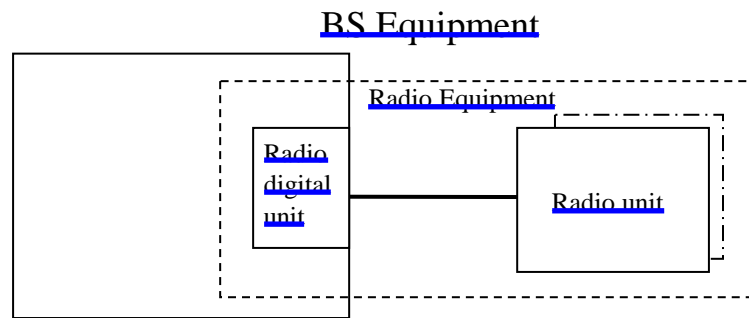 BS Equipment
Radio Equipment
Radio
digital
unit
Radio unit